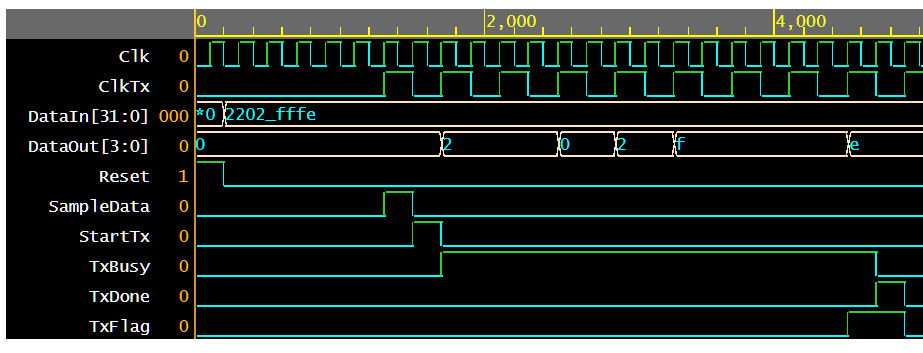 0 2,000 4,000
Clk 0
ClkTx 0
DataIn[31:0] 000 *0 2202_fffe
DataOut[3:0] 0 0 2 0 2 f e
Reset 1
SampleData 0
StartTx 0
TxBusy 0
TxDone 0
TxFlag 0